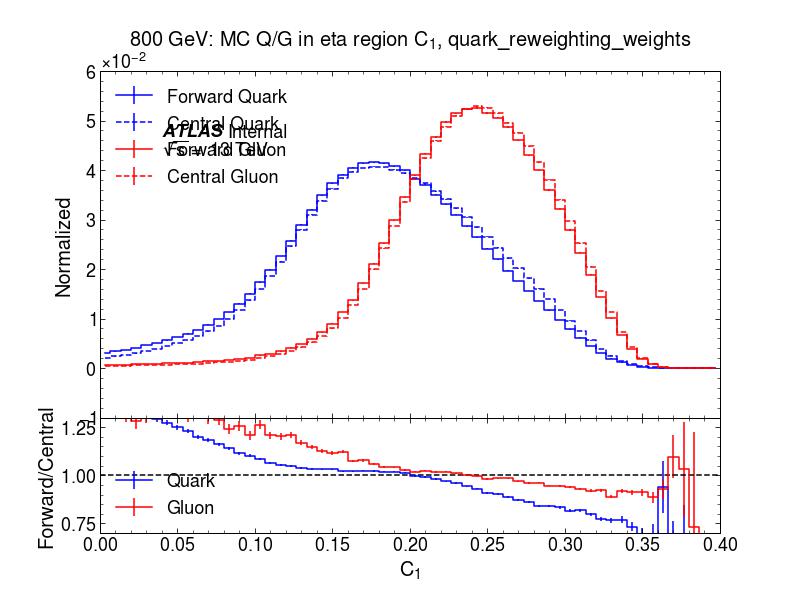 800 GeV: MC Q/G in eta region C₁, quark_reweighting_weights
×10⁻²
6
5
4
3
2
1
0
1
Normalized
Forward Quark
Central Quark
ATLAS Internal
√s = 13 TeV
Forward Gluon
Central Gluon
1.25
1.00
0.75
Forward/Central
Quark
Gluon
0.00 0.05 0.10 0.15 0.20 0.25 0.30 0.35 0.40
C₁